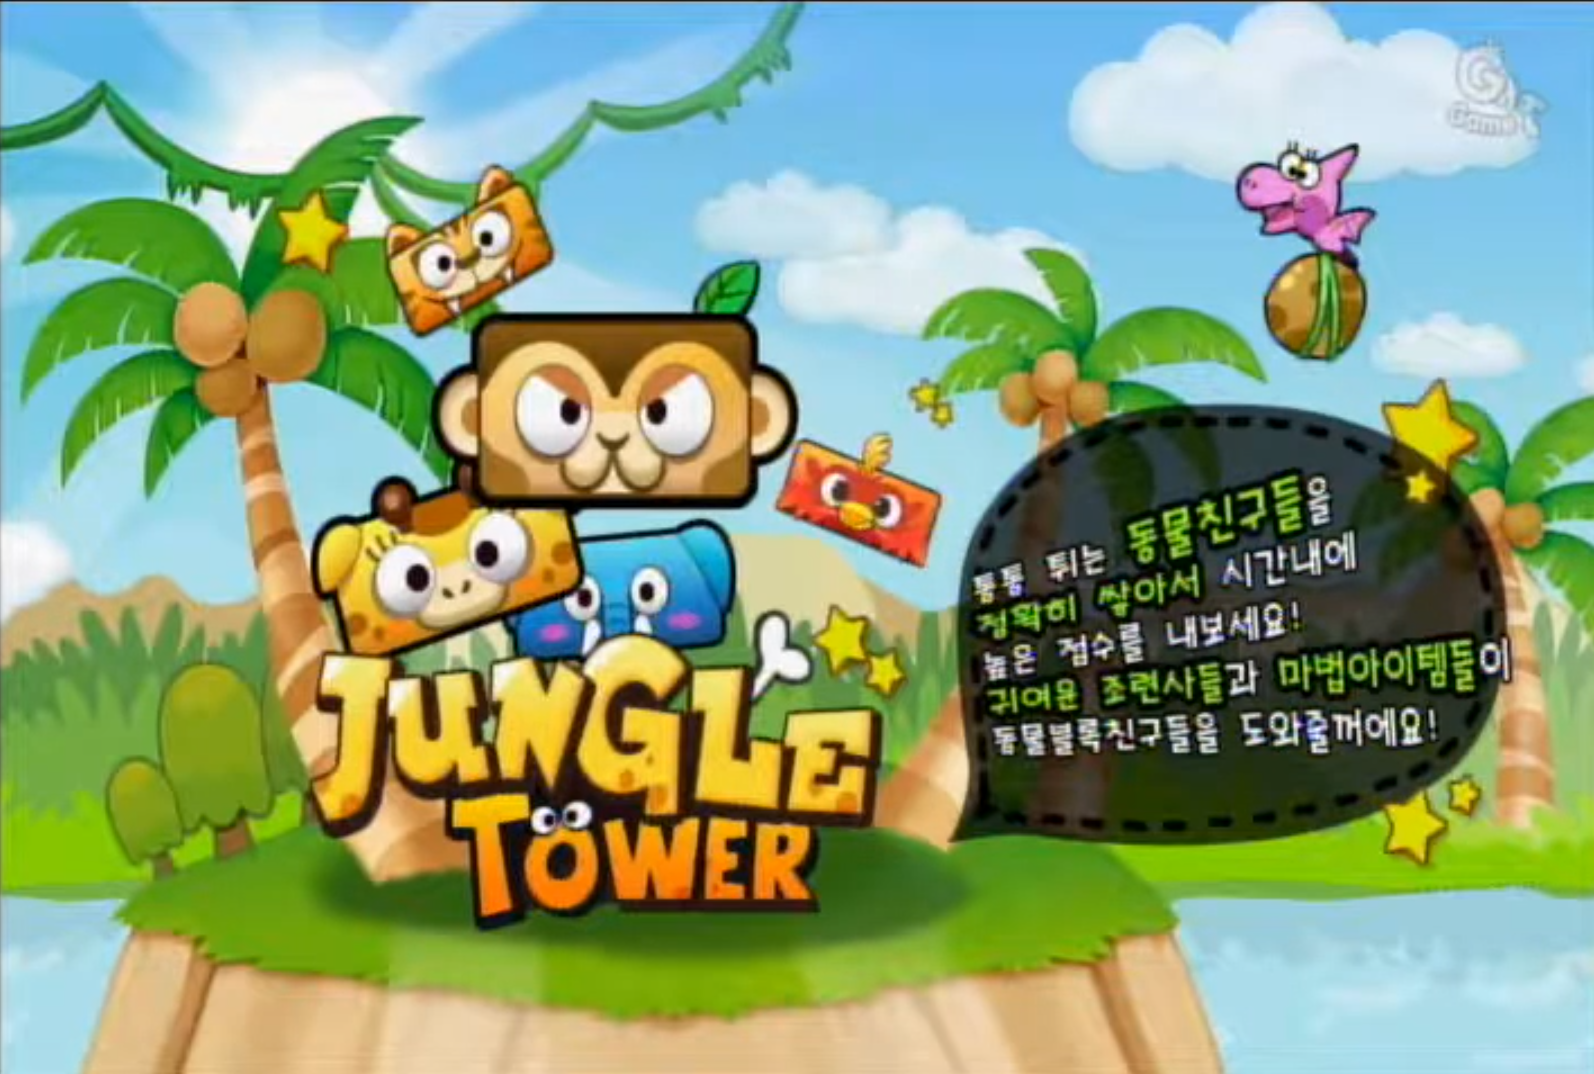 JUNGLE
TOWER
통통 튀는 동물친구들을
정확히 쌓아서 시간내에
높은 점수를 내보세요!
귀여운 조련사들과 마법아이템들이
동물블록친구들을 도와줄꺼에요!
Game